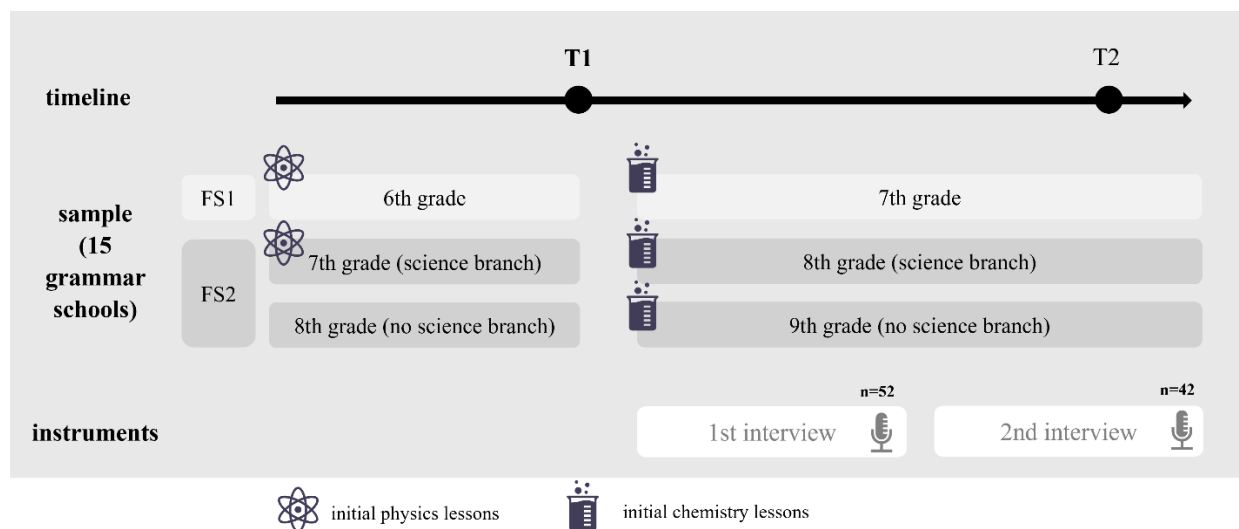 T1
T2
timeline
FS1
6th grade
7th grade
sample
(15
grammar
schools)
FS2
7th grade (science branch)
8th grade (science branch)
8th grade (no science branch)
9th grade (no science branch)
n=52
n=42
instruments
1st interview
2nd interview
initial physics lessons
initial chemistry lessons